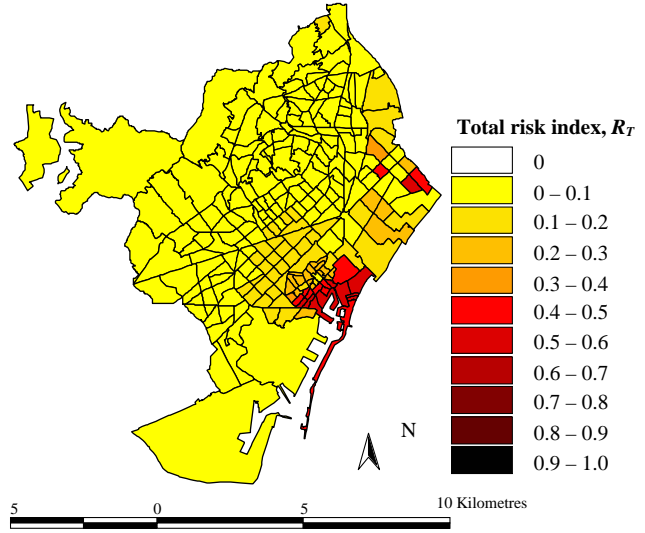 Total risk index, R_T
0
0 – 0.1
0.1 – 0.2
0.2 – 0.3
0.3 – 0.4
0.4 – 0.5
0.5 – 0.6
0.6 – 0.7
0.7 – 0.8
0.8 – 0.9
0.9 – 1.0
N
5 0 5 10 Kilometres